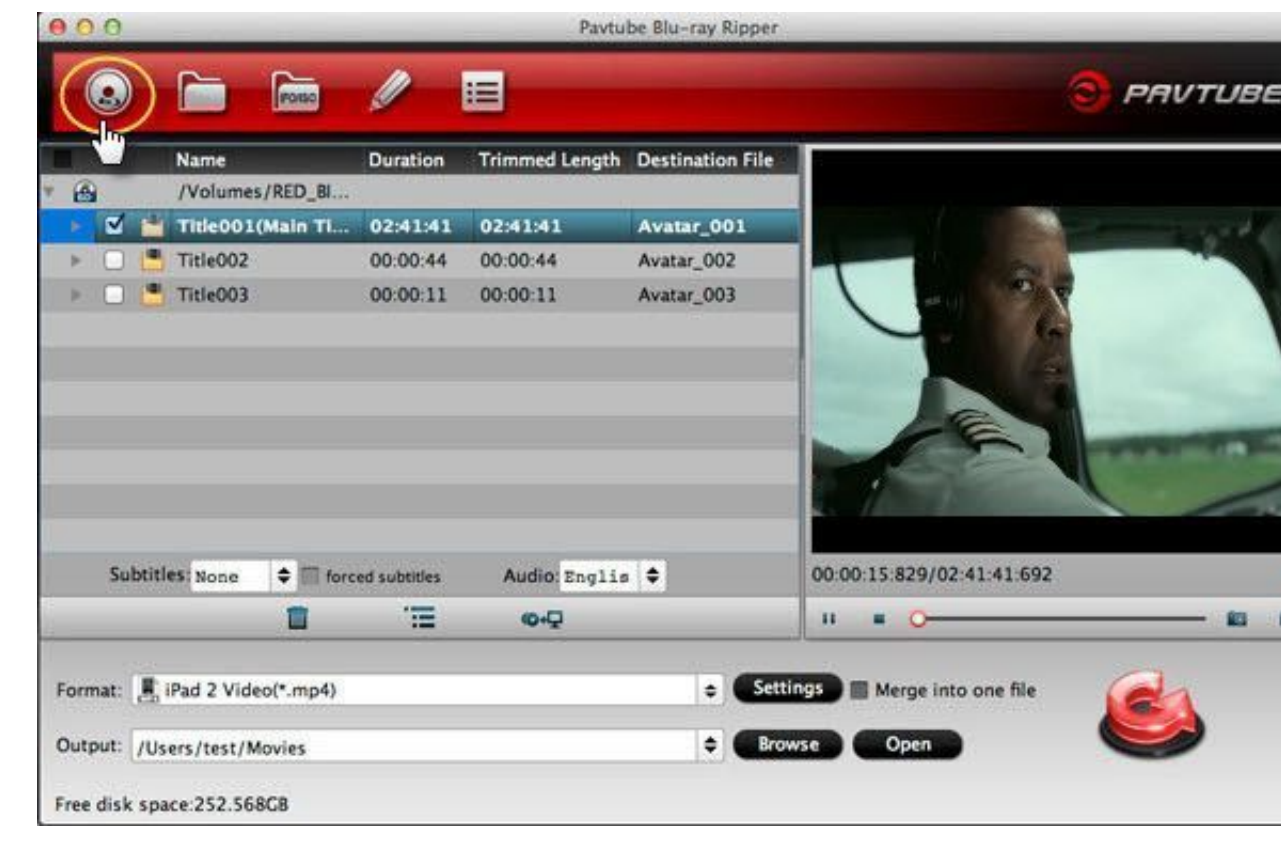 Pavtube Blu-ray Ripper
IFO/ISO
PAVTUBE
Name Duration Trimmed Length Destination File
/Volumes/RED_BI...
Title001(Main Ti... 02:41:41 02:41:41 Avatar_001
Title002 00:00:44 00:00:44 Avatar_002
Title003 00:00:11 00:00:11 Avatar_003
Subtitles: None forced subtitles Audio: Englis
00:00:15:829/02:41:41:692
Format: iPad 2 Video(*.mp4) Settings Merge into one file
Output: /Users/test/Movies Browse Open
Free disk space:252.568GB